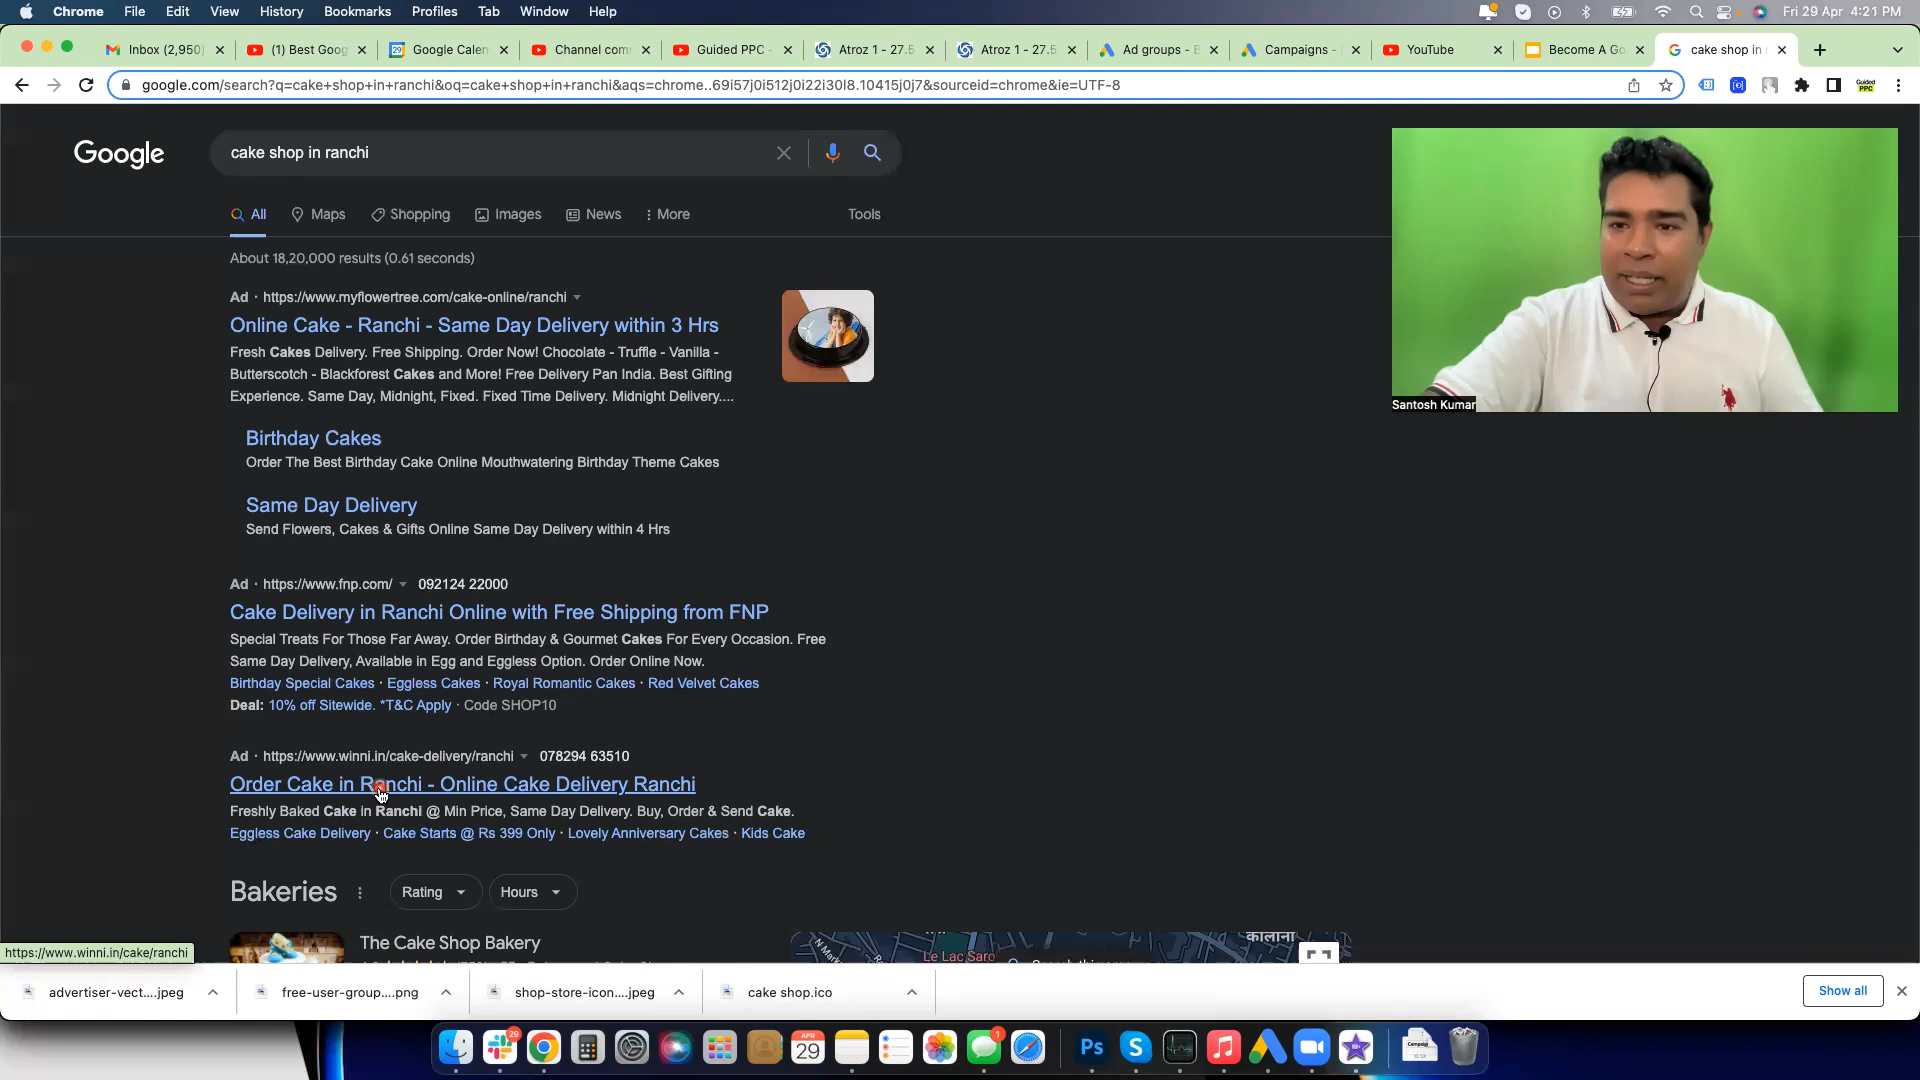 Chrome File Edit View History Bookmarks Profiles Tab Window Help Fri 29 Apr 4:21 PM
Inbox (2,950) (1) Best Goog Google Calen Channel com Guided PPC - Atroz 1 - 27.5 Atroz 1 - 27.5 Ad groups - B Campaigns - YouTube Become A Go cake shop in r
google.com/search?q=cake+shop+in+ranchi&oq=cake+shop+in+ranchi&aqs=chrome..69i57j0i512j0i22i30l8.10415j0j7&sourceid=chrome&ie=UTF-8
Guided PPC
Google cake shop in ranchi
All Maps Shopping Images News More Tools
About 18,20,000 results (0.61 seconds)
Ad · https://www.myflowertree.com/cake-online/ranchi
Online Cake - Ranchi - Same Day Delivery within 3 Hrs
Fresh Cakes Delivery. Free Shipping. Order Now! Chocolate - Truffle - Vanilla -
Butterscotch - Blackforest Cakes and More! Free Delivery Pan India. Best Gifting
Experience. Same Day, Midnight, Fixed. Fixed Time Delivery. Midnight Delivery....
Santosh Kumar
Birthday Cakes
Order The Best Birthday Cake Online Mouthwatering Birthday Theme Cakes
Same Day Delivery
Send Flowers, Cakes & Gifts Online Same Day Delivery within 4 Hrs
Ad · https://www.fnp.com/ 092124 22000
Cake Delivery in Ranchi Online with Free Shipping from FNP
Special Treats For Those Far Away. Order Birthday & Gourmet Cakes For Every Occasion. Free
Same Day Delivery, Available in Egg and Eggless Option. Order Online Now.
Birthday Special Cakes · Eggless Cakes · Royal Romantic Cakes · Red Velvet Cakes
Deal: 10% off Sitewide. *T&C Apply · Code SHOP10
Ad · https://www.winni.in/cake-delivery/ranchi 078294 63510
Order Cake in Ranchi - Online Cake Delivery Ranchi
Freshly Baked Cake in Ranchi @ Min Price, Same Day Delivery. Buy, Order & Send Cake.
Eggless Cake Delivery · Cake Starts @ Rs 399 Only · Lovely Anniversary Cakes · Kids Cake
Bakeries Rating Hours
The Cake Shop Bakery
कालोनी
Le Lac Saro
https://www.winni.in/cake/ranchi
advertiser-vect....jpeg free-user-group....png shop-store-icon....jpeg cake shop.ico Show all
29 APR 29 1 Ps S